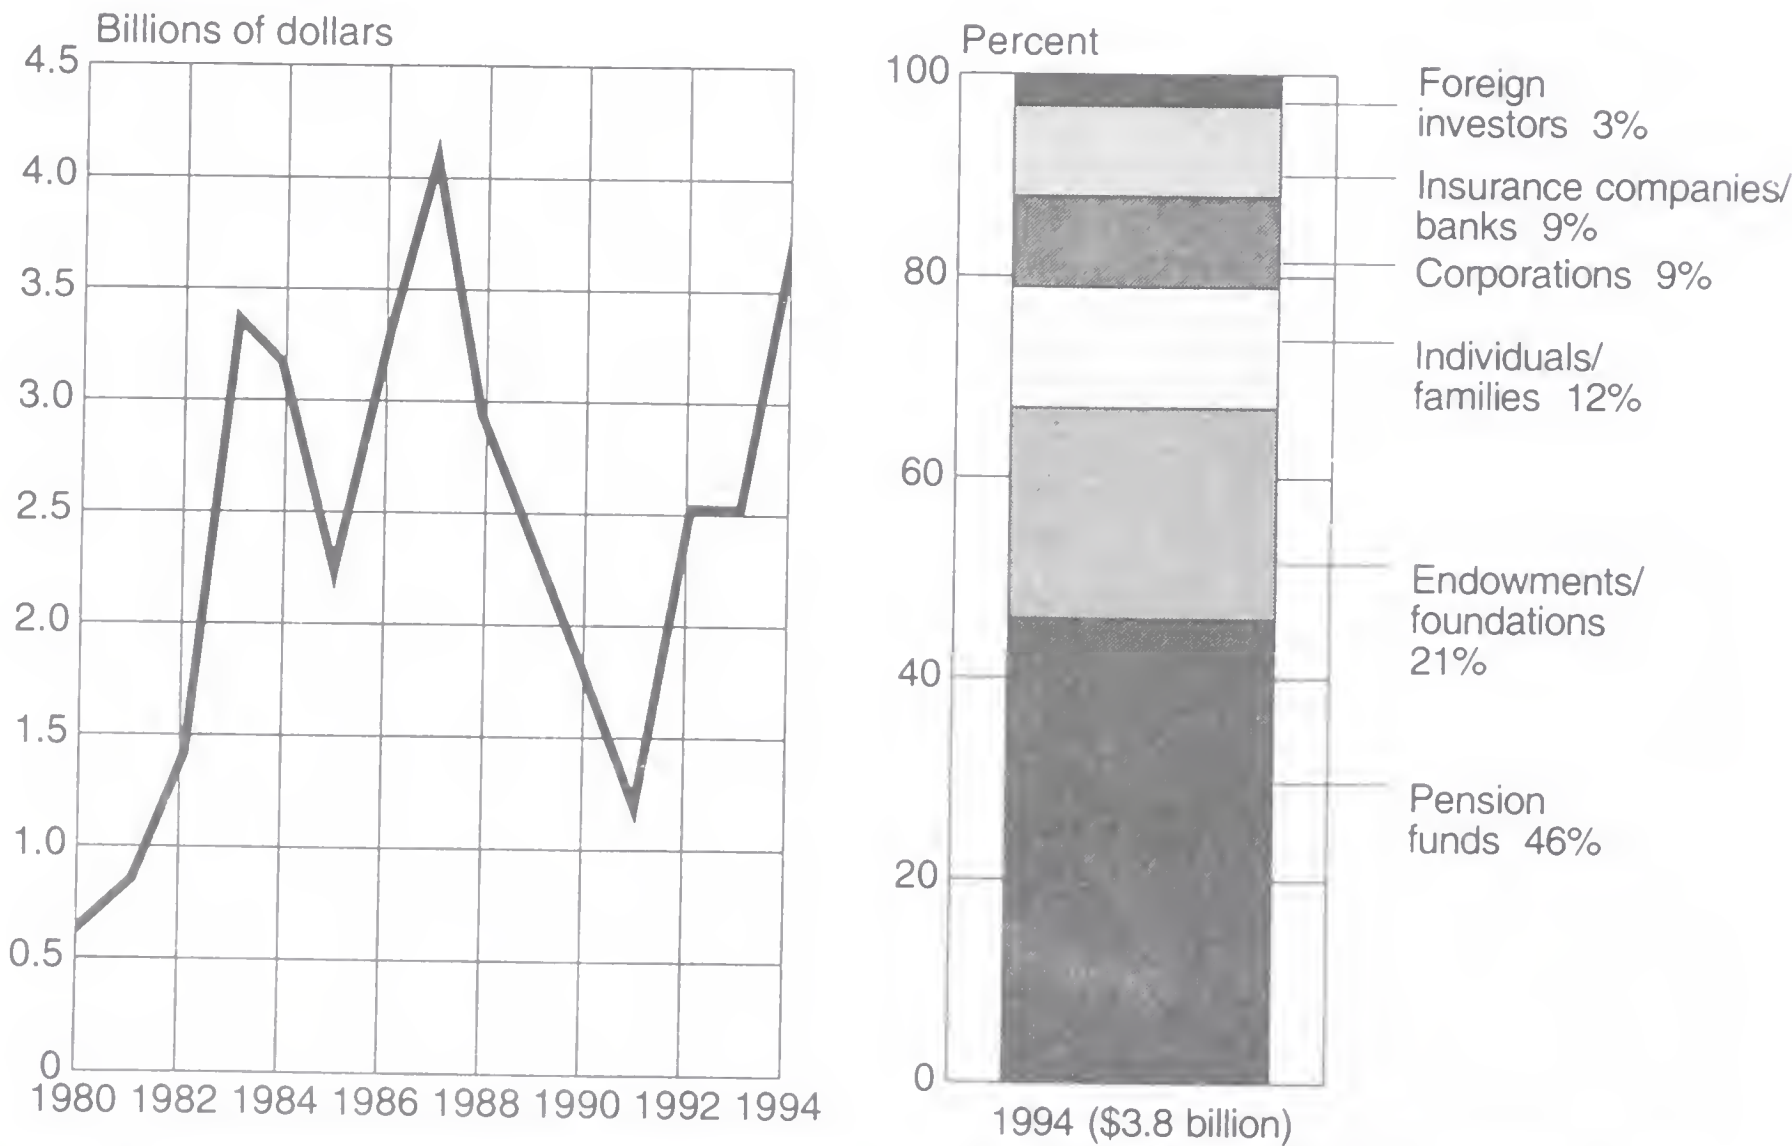 Billions of dollars
4.5
4.0
3.5
3.0
2.5
2.0
1.5
1.0
0.5
0
1980 1982 1984 1986 1988 1990 1992 1994
Percent
100
80
60
40
20
0
1994 ($3.8 billion)
Foreign
investors 3%
Insurance companies/
banks 9%
Corporations 9%
Individuals/
families 12%
Endowments/
foundations
21%
Pension
funds 46%